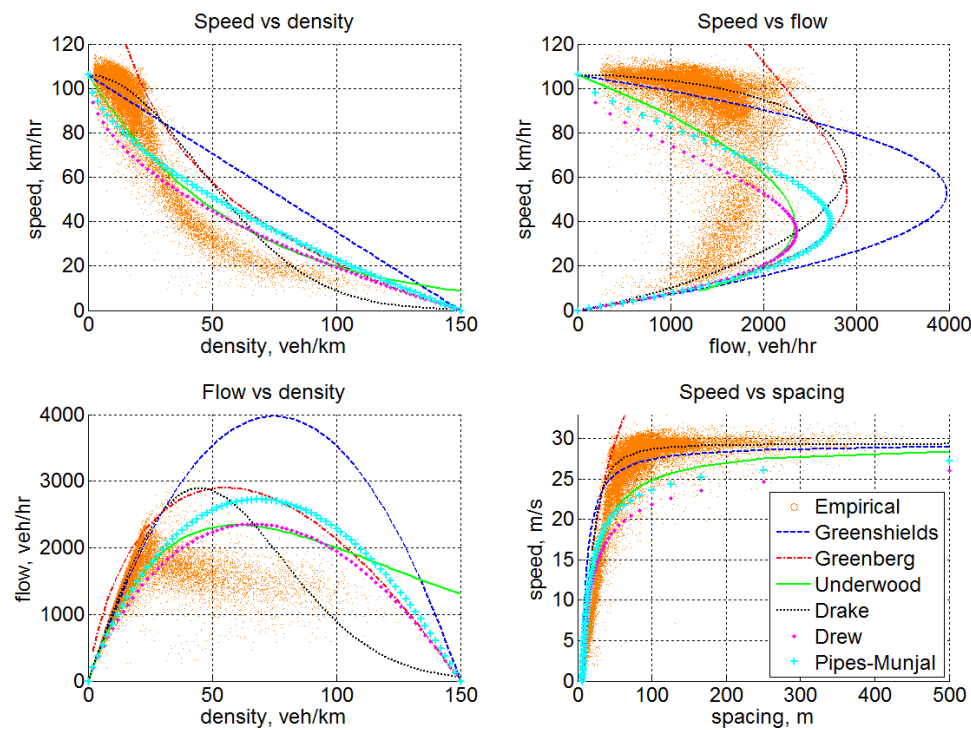 Speed vs density
120
100
80
60
40
20
0
speed, km/hr
0 50 100 150
density, veh/km
Speed vs flow
120
100
80
60
40
20
0
speed, km/hr
0 1000 2000 3000 4000
flow, veh/hr
Flow vs density
4000
3000
2000
1000
0
flow, veh/hr
0 50 100 150
density, veh/km
Speed vs spacing
30
25
20
15
10
5
0
speed, m/s
0 100 200 300 400 500
spacing, m
Empirical
Greenshields
Greenberg
Underwood
Drake
Drew
Pipes-Munjal